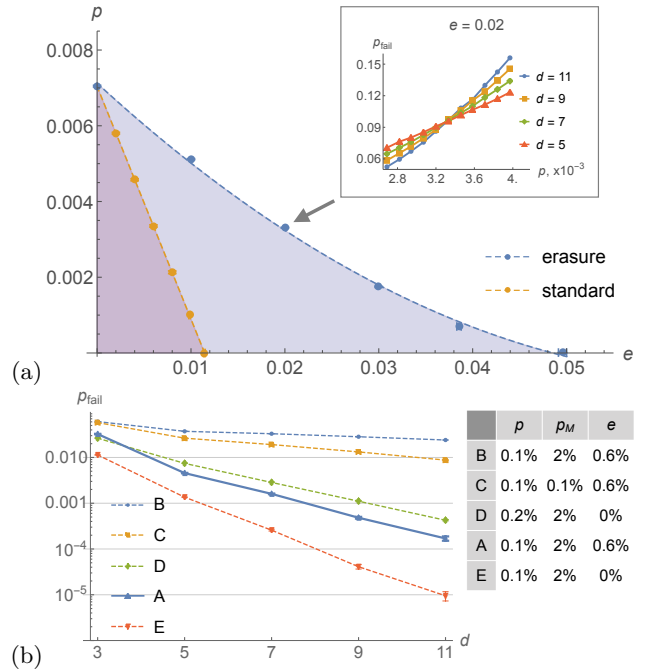 p
0.008
0.006
0.004
0.002
0
0.01
0.02
0.03
0.04
0.05
e
e = 0.02
pfail
0.15
0.12
0.09
0.06
2.8
3.2
3.6
4.
p, x10⁻³
d = 11
d = 9
d = 7
d = 5
erasure
standard
(a)
pfail
0.010
0.001
10⁻⁴
10⁻⁵
3
5
7
9
11
d
B
C
D
A
E
p pM e
B 0.1% 2% 0.6%
C 0.1% 0.1% 0.6%
D 0.2% 2% 0%
A 0.1% 2% 0.6%
E 0.1% 2% 0%
(b)